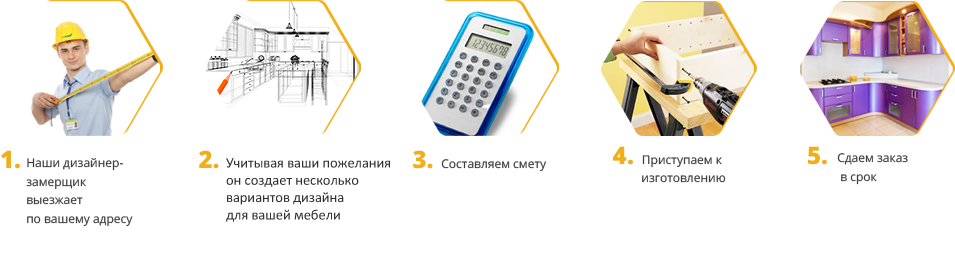 1. Наши дизайнер-
замерщик
выезжает
по вашему адресу
2. Учитывая ваши пожелания
он создает несколько
вариантов дизайна
для вашей мебели
12345678
3. Составляем смету
4. Приступаем к
изготовлению
5. Сдаем заказ
в срок